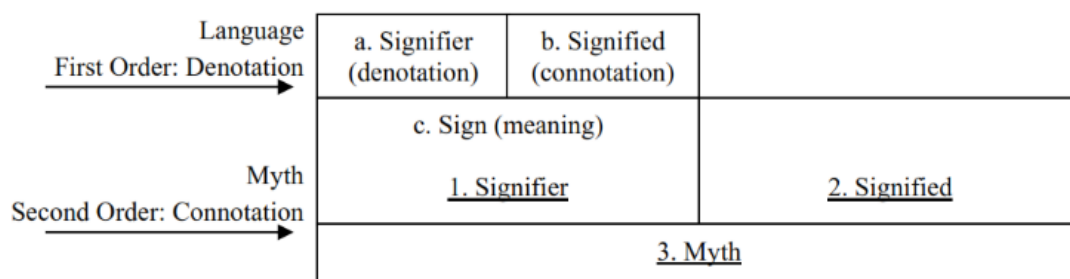 Language
First Order: Denotation
a. Signifier
(denotation)
b. Signified
(connotation)
c. Sign (meaning)
Myth
Second Order: Connotation
1. Signifier
2. Signified
3. Myth